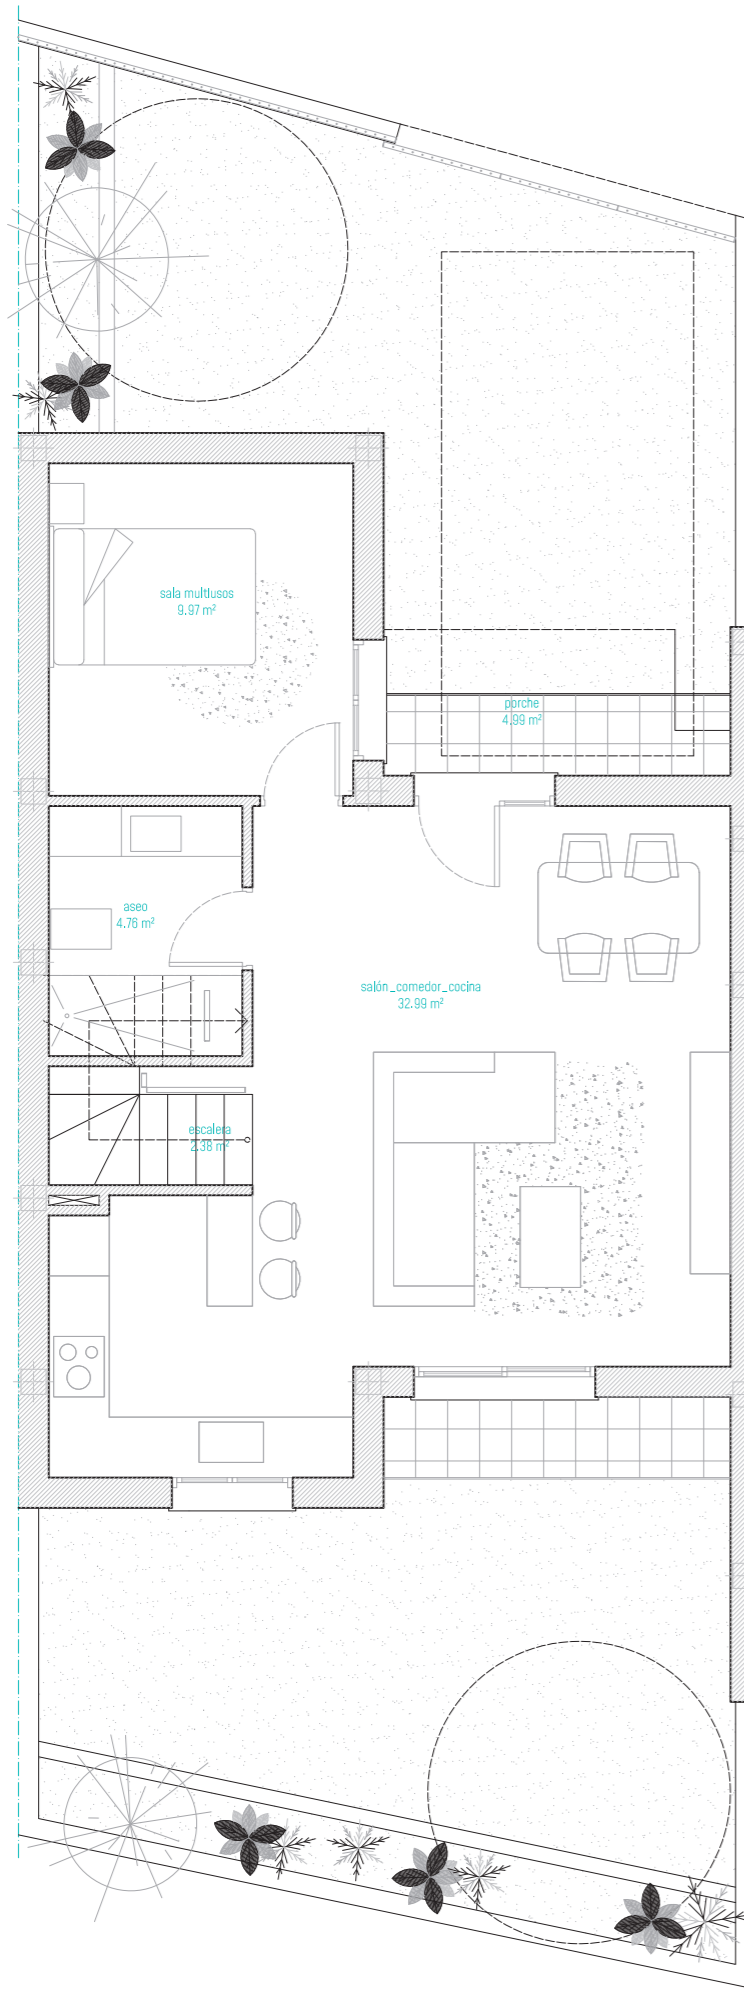 sala multiusos
9.97 m²
porche
4.99 m²
aseo
4.76 m²
salón_comedor_cocina
32.99 m²
escalera
2.38 m²